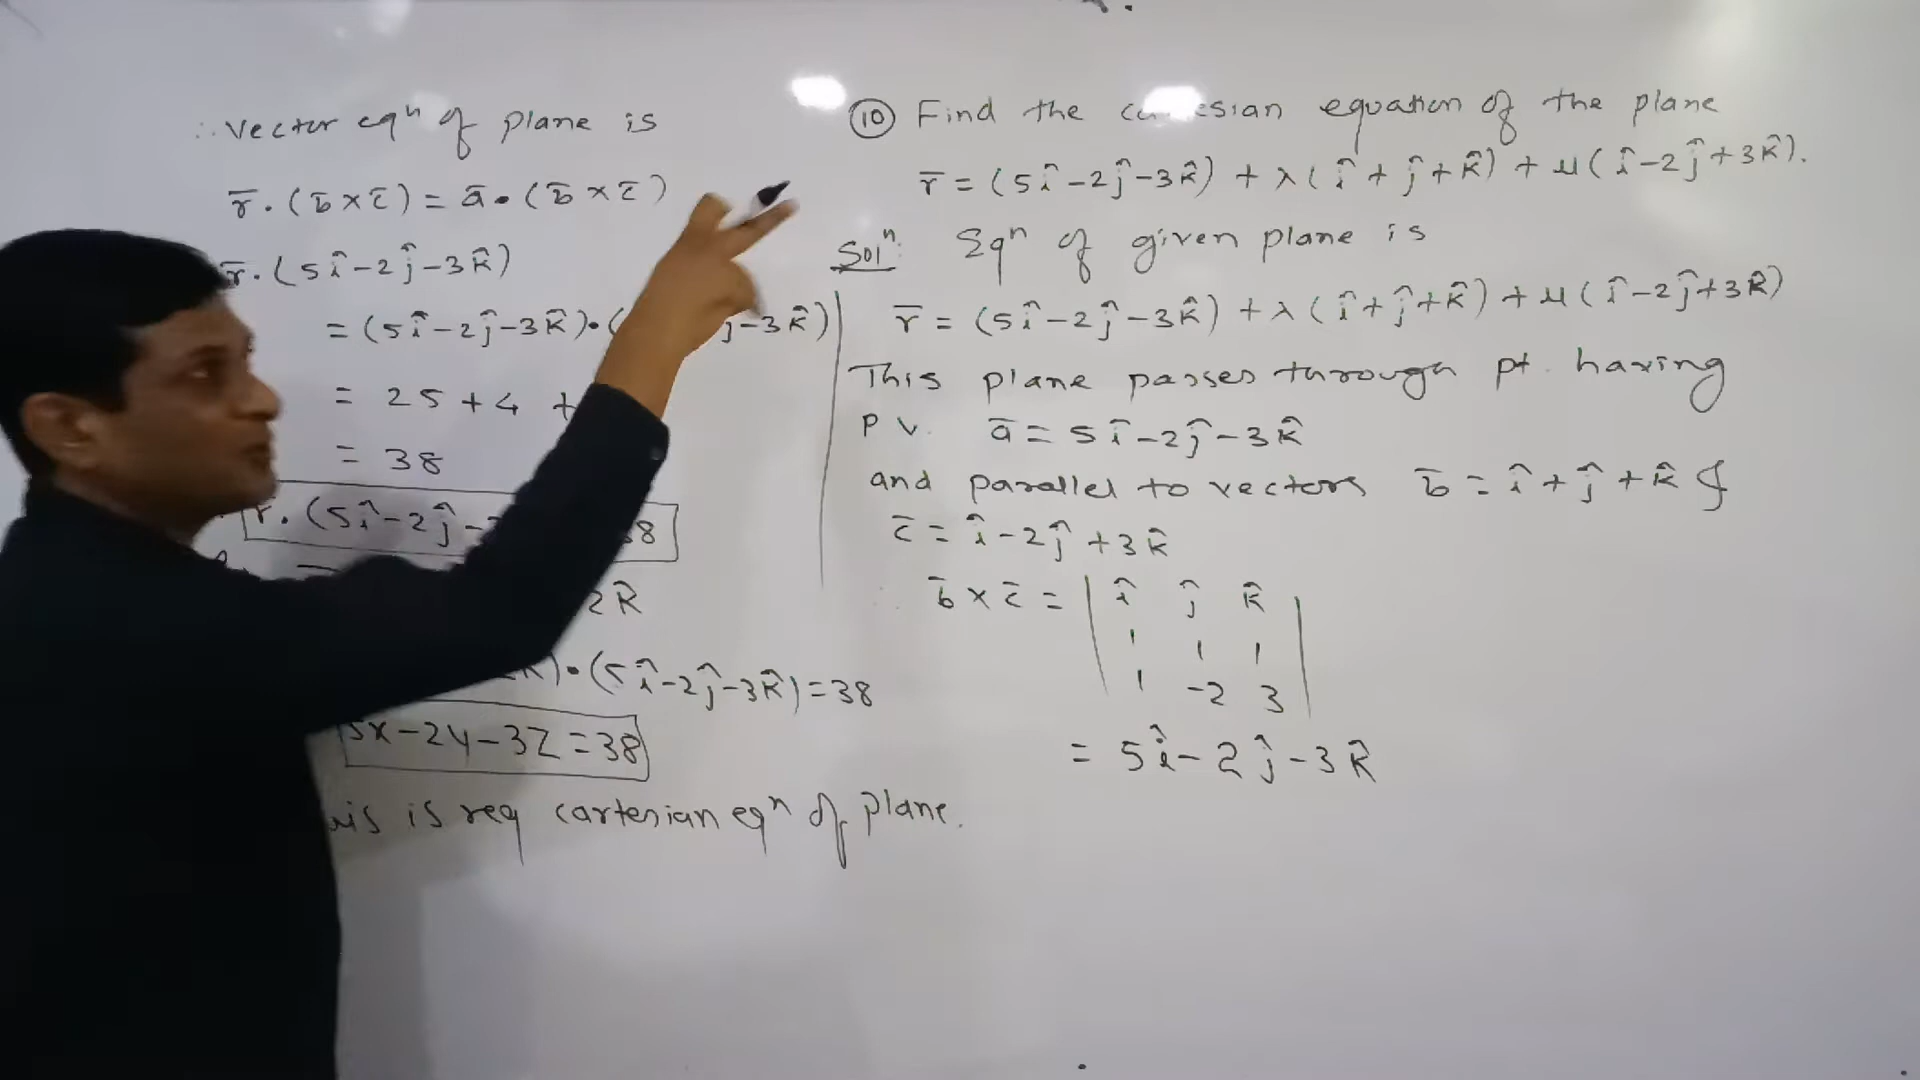 ∴ vector eqⁿ of plane is
r̄ · (b̄ × c̄) = ā · (b̄ × c̄)
r̄ · (5î - 2ĵ - 3k̂)
= (5î - 2ĵ - 3k̂) · ( ĵ - 3k̂)
= 25 + 4 +
= 38
r̄ · (5î - 2ĵ - 38
2k̂
) · (5î - 2ĵ - 3k̂) = 38
5x - 2y - 3z = 38
is req cartesian eqⁿ of plane.
⑩ Find the cartesian equation of the plane
r̄ = (5î - 2ĵ - 3k̂) + λ(î + ĵ + k̂) + μ(î - 2ĵ + 3k̂).
Solⁿ: Eqⁿ of given plane is
r̄ = (5î - 2ĵ - 3k̂) + λ(î + ĵ + k̂) + μ(î - 2ĵ + 3k̂)
This plane passes through pt. having
P.V. ā = 5î - 2ĵ - 3k̂
and parallel to vectors b̄ = î + ĵ + k̂ &
c̄ = î - 2ĵ + 3k̂
b̄ × c̄ = | î ĵ k̂ |
1 1 1
1 -2 3
= 5î - 2ĵ - 3k̂